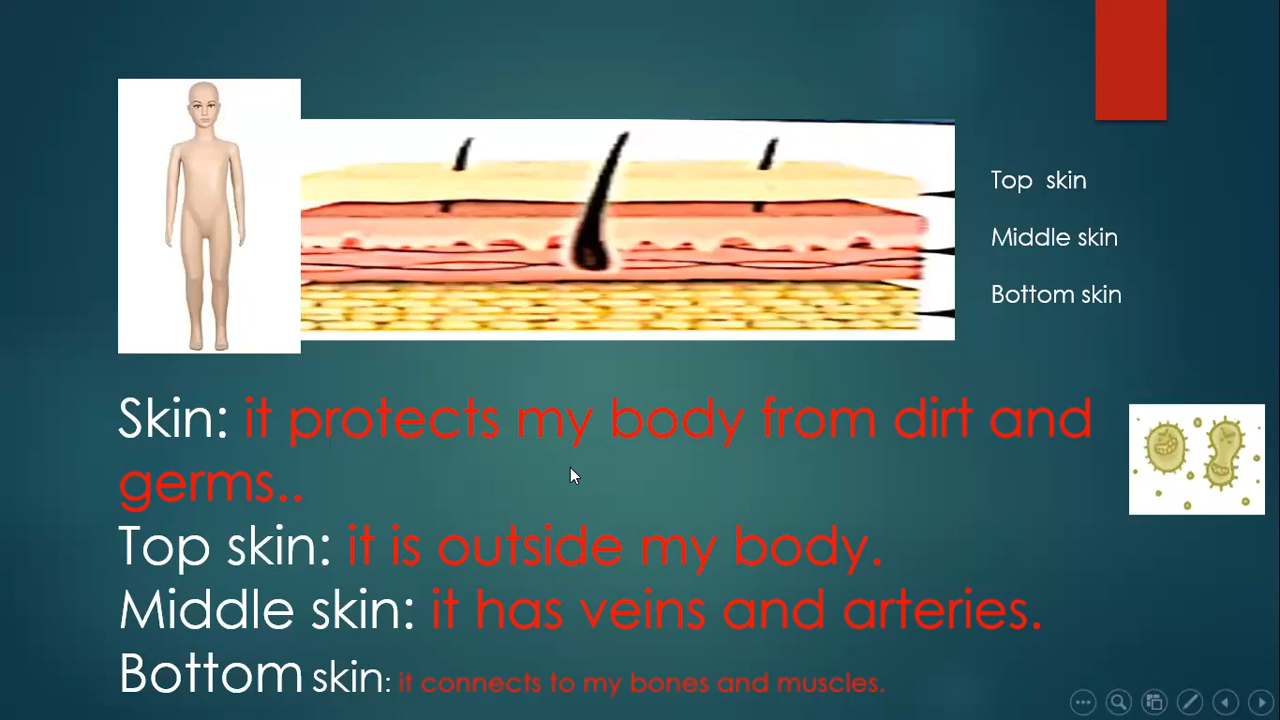 Top skin
Middle skin
Bottom skin
Skin: it protects my body from dirt and
germs..
Top skin: it is outside my body.
Middle skin: it has veins and arteries.
Bottom skin: it connects to my bones and muscles.